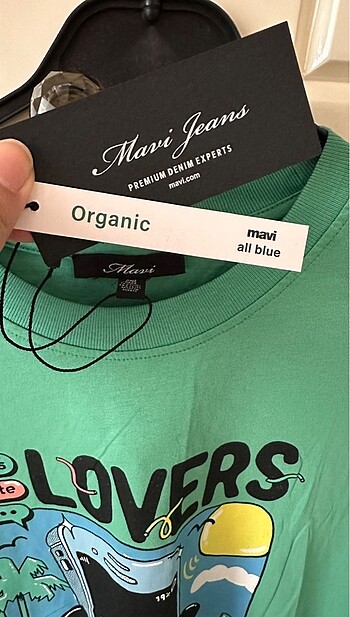 Mavi Jeans
PREMIUM DENIM EXPERTS
mavi.com
Organic
mavi
all blue
Mavi
LOVERS